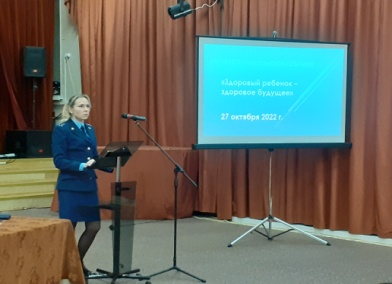 «Здоровый ребенок –
здоровое будущее»
27 октября 2022 г.